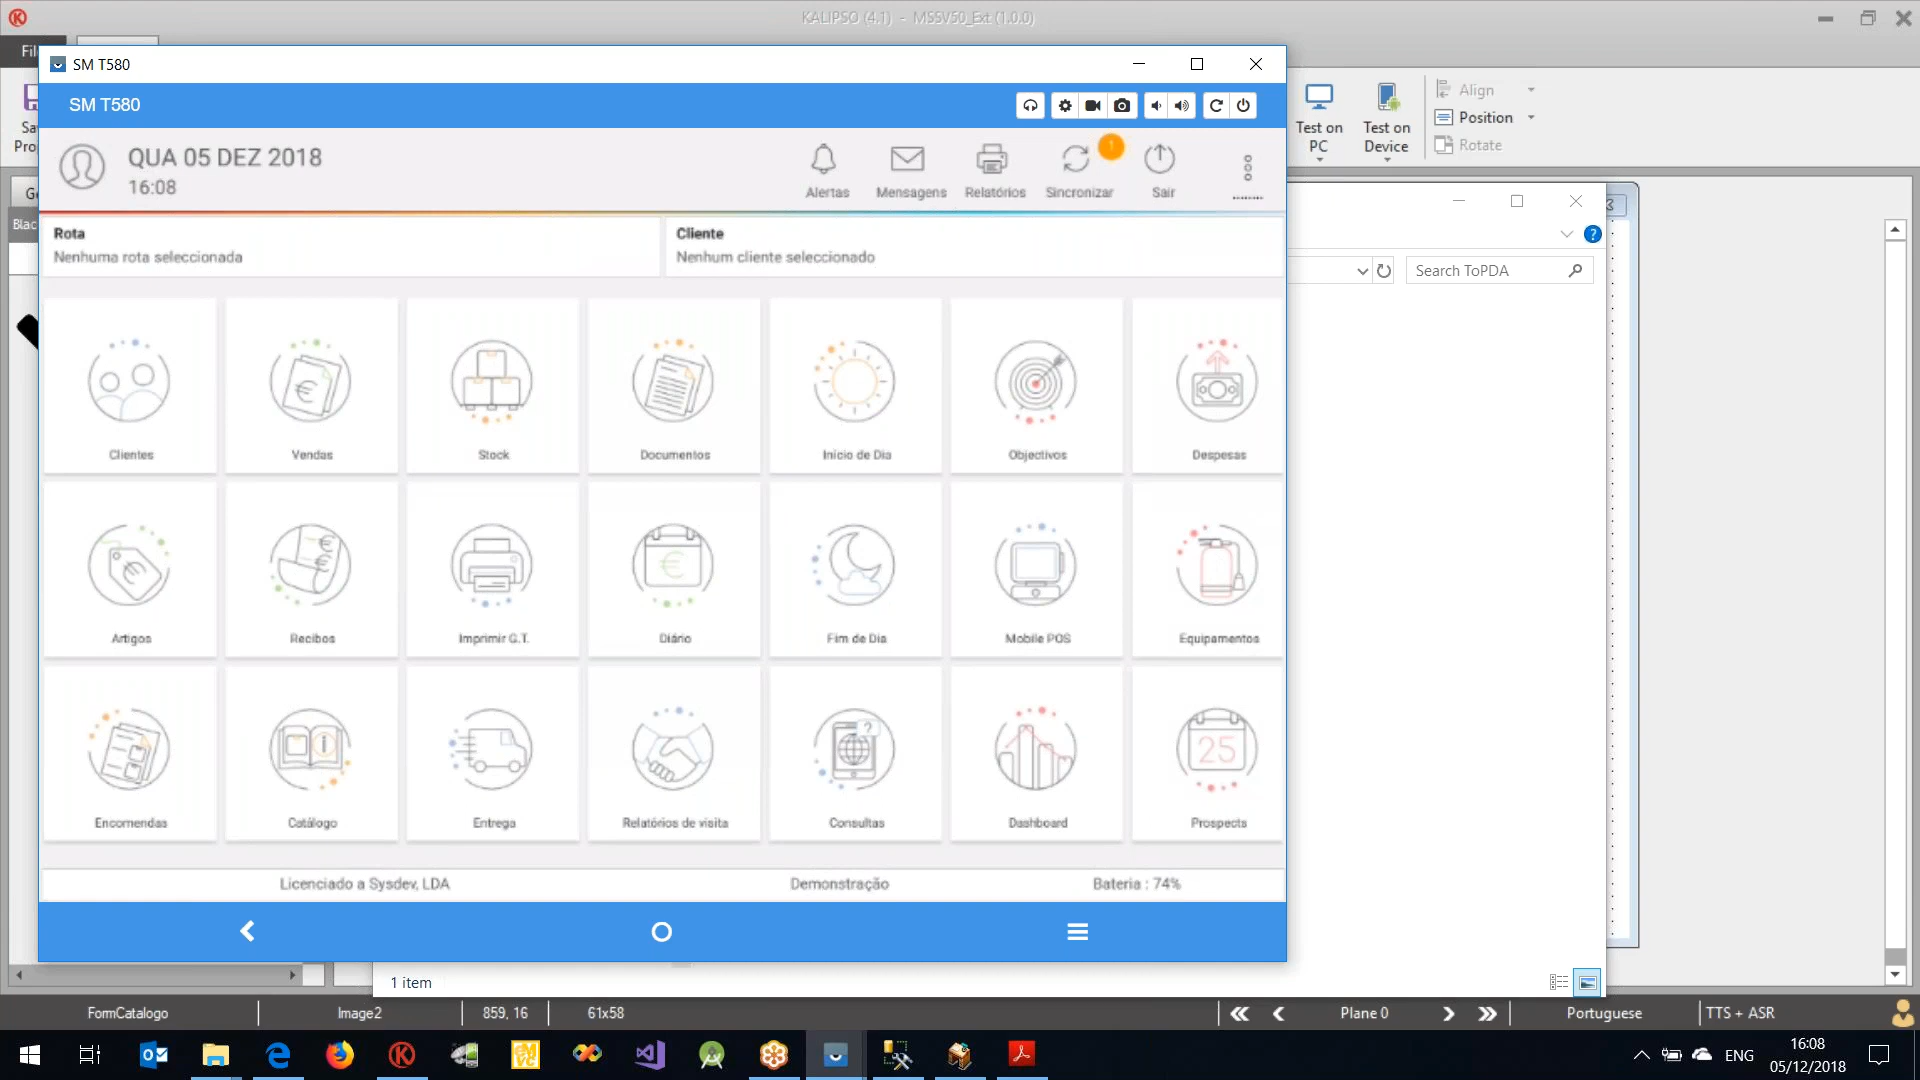 KALIPSO (4.1) - MSSV50_Ext (1.0.0)
SM T580
SM T580
Test on
PC
Test on
Device
Align
Position
Rotate
QUA 05 DEZ 2018
16:08
Alertas
Mensagens
Relatórios
Sincronizar
1
Sair
Rota
Nenhuma rota seleccionada
Cliente
Nenhum cliente seleccionado
Search ToPDA
Clientes
Vendas
Stock
Documentos
Início de Dia
Objectivos
Despesas
Artigos
Recibos
Imprimir G.T.
Diário
Fim de Dia
Mobile POS
Equipamentos
25
Encomendas
Catálogo
Entrega
Relatórios de visita
Consultas
Dashboard
Prospects
Licenciado a Sysdev, LDA
Demonstração
Bateria : 74%
1 item
FormCatalogo
Image2
859, 16
61x58
Plane 0
Portuguese
TTS + ASR
ENG
16:08
05/12/2018